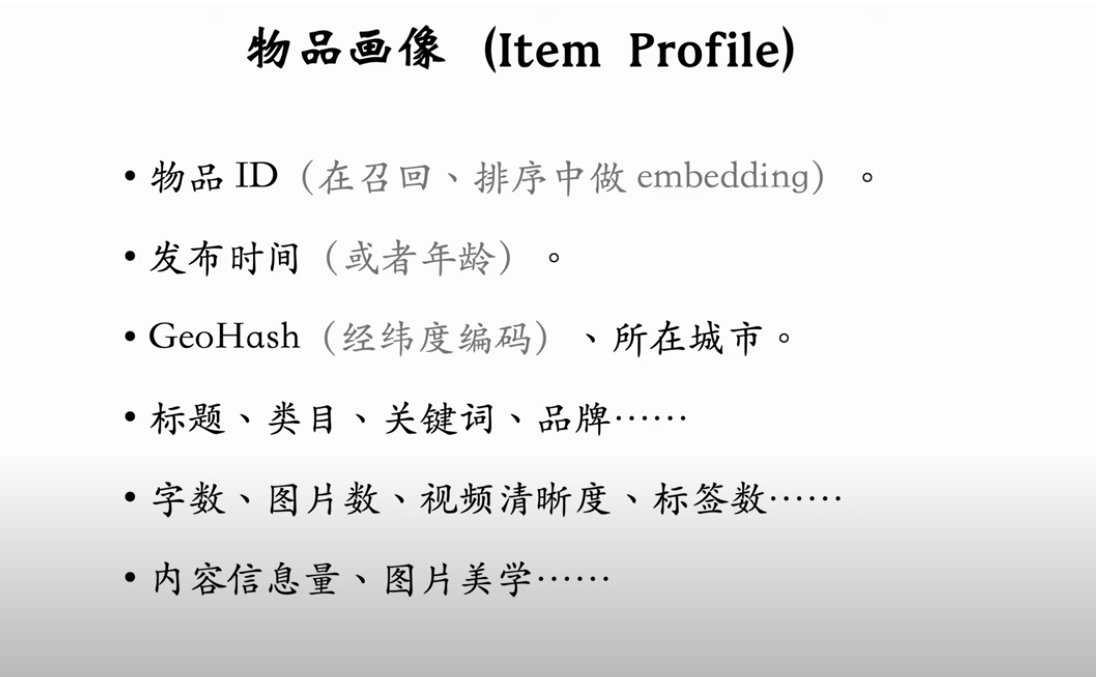 物品画像 (Item Profile)
• 物品 ID（在召回、排序中做 embedding）。
• 发布时间（或者年龄）。
• GeoHash（经纬度编码）、所在城市。
• 标题、类目、关键词、品牌……
• 字数、图片数、视频清晰度、标签数……
• 内容信息量、图片美学……